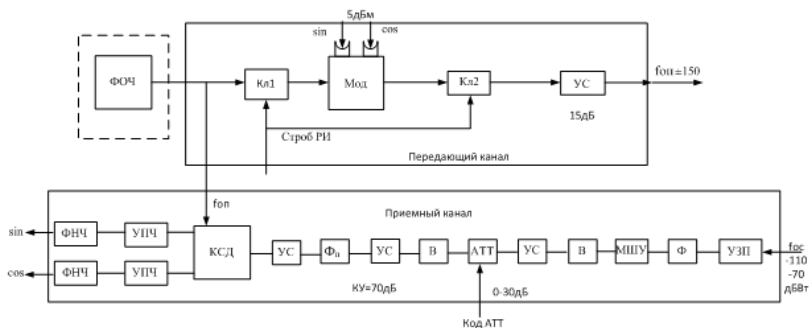 5дБм
sin cos
ФОЧ
Кл1
Мод
Кл2
УС
fоп±150
15дБ
Строб РИ
Передающий канал
fоп
Приемный канал
sin
ФНЧ
УПЧ
КСД
УС
Фп
УС
В
АТТ
УС
В
МШУ
Ф
УЗП
fос
-110
-70
дБВт
cos
ФНЧ
УПЧ
КУ=70дБ
0-30дБ
Код АТТ